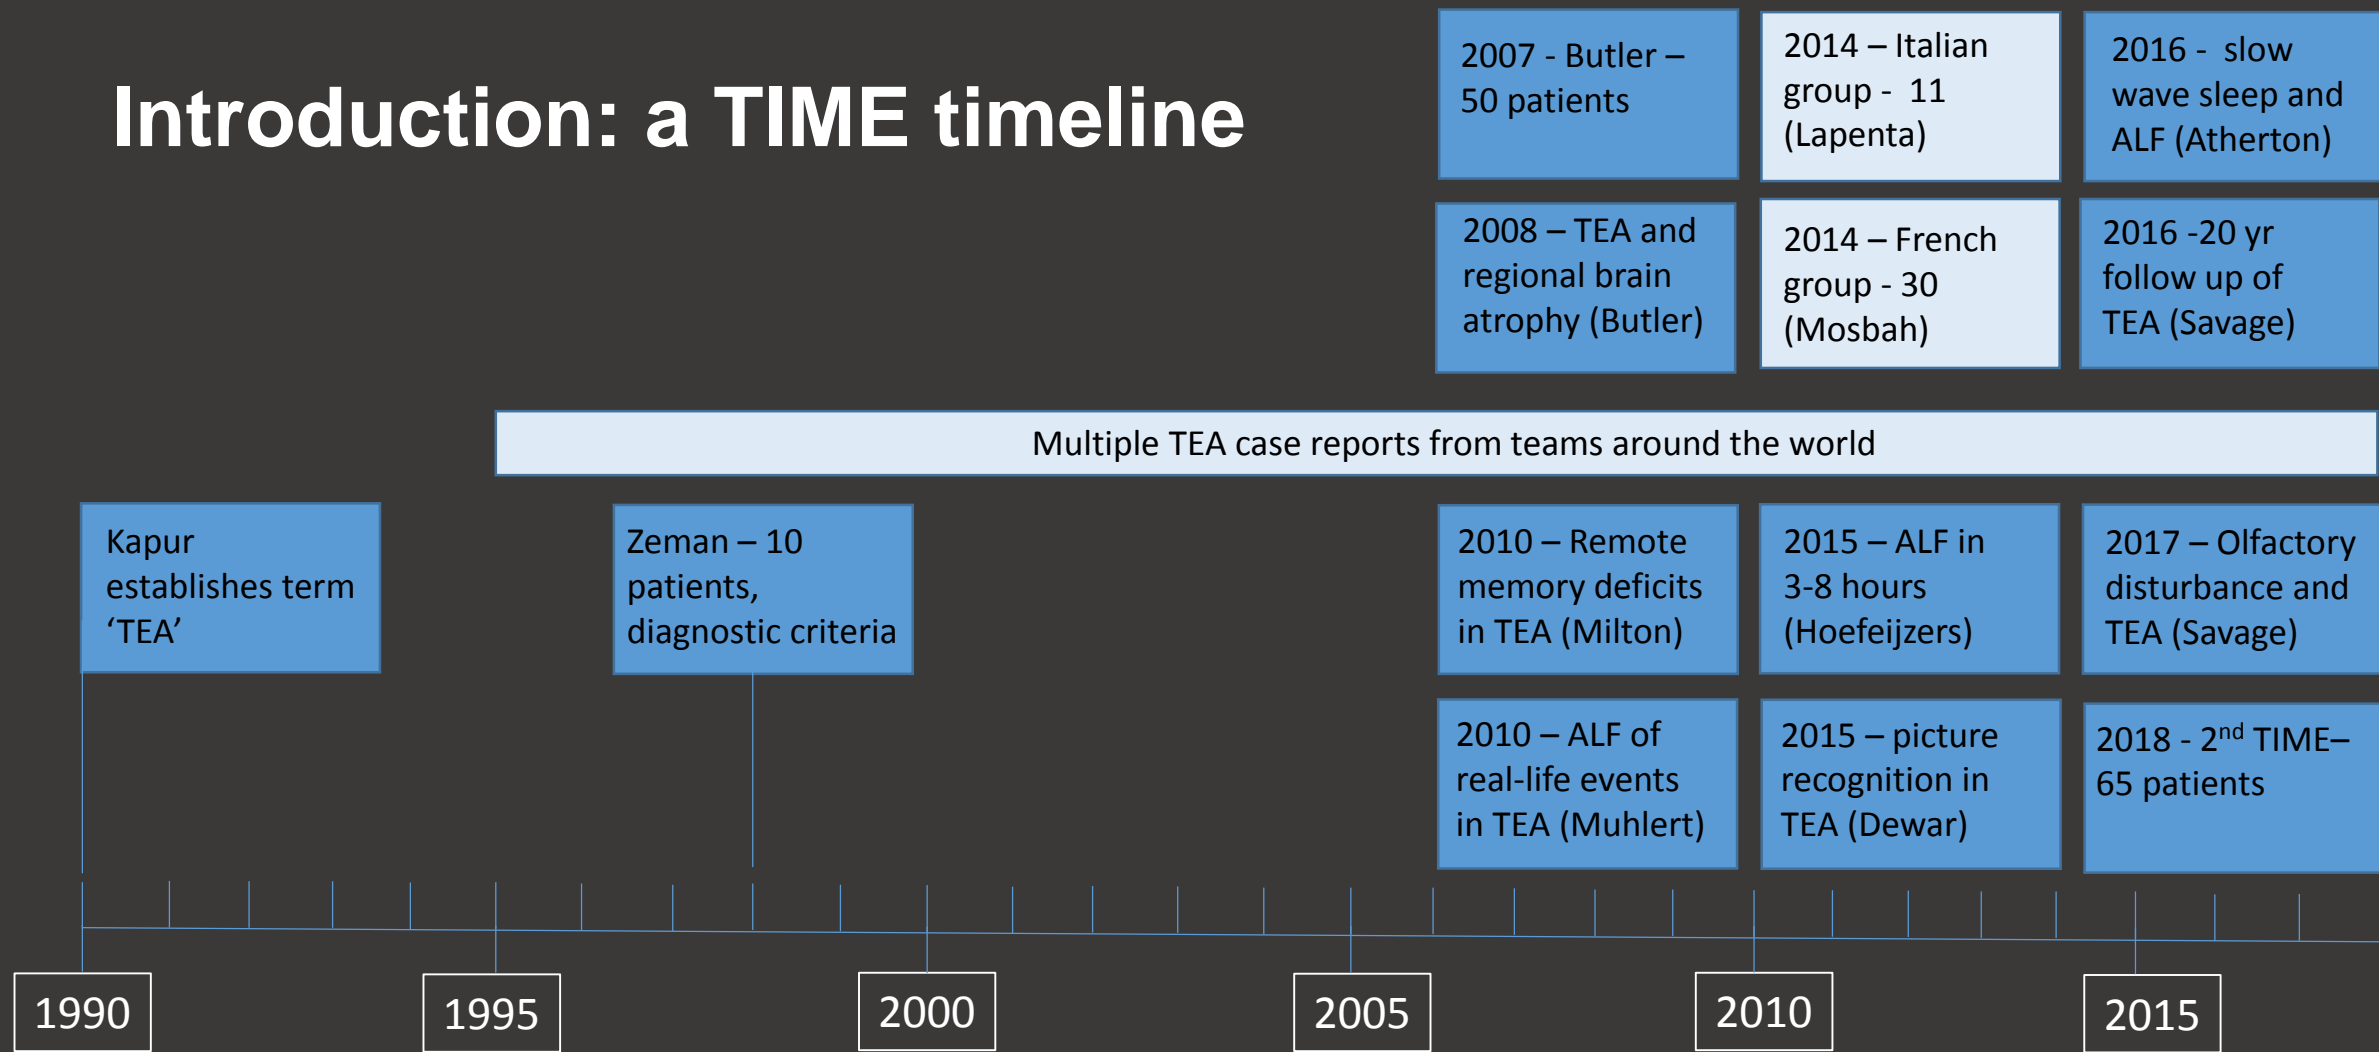 Introduction: a TIME timeline
2007 - Butler –
50 patients
2014 – Italian
group -  11
(Lapenta)
2016 -  slow
wave sleep and
ALF (Atherton)
2008 – TEA and
regional brain
atrophy (Butler)
2014 – French
group - 30
(Mosbah)
2016 -20 yr
follow up of
TEA (Savage)
Multiple TEA case reports from teams around the world
Kapur
establishes term
‘TEA’
Zeman – 10
patients,
diagnostic criteria
2010 – Remote
memory deficits
in TEA (Milton)
2015 – ALF in
3-8 hours
(Hoefeijzers)
2017 – Olfactory
disturbance and
TEA (Savage)
2010 – ALF of
real-life events
in TEA (Muhlert)
2015 – picture
recognition in
TEA (Dewar)
2018 - 2nd TIME–
65 patients
1990
1995
2000
2005
2010
2015